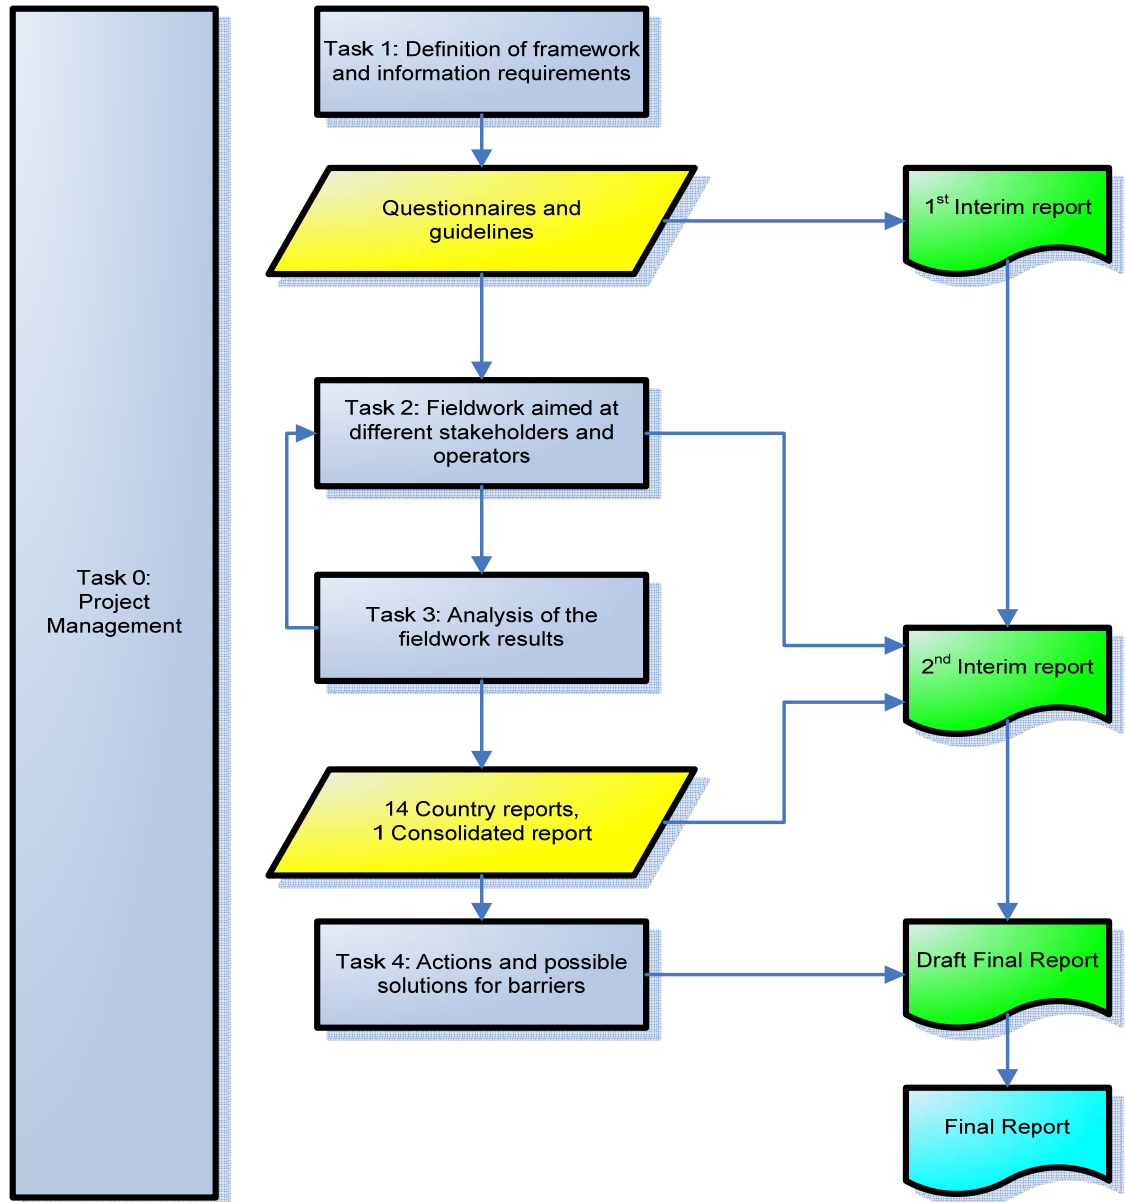 Task 0:
Project
Management
Task 1: Definition of framework
and information requirements
Questionnaires and
guidelines
1st Interim report
Task 2: Fieldwork aimed at
different stakeholders and
operators
Task 3: Analysis of the
fieldwork results
2nd Interim report
14 Country reports,
1 Consolidated report
Task 4: Actions and possible
solutions for barriers
Draft Final Report
Final Report